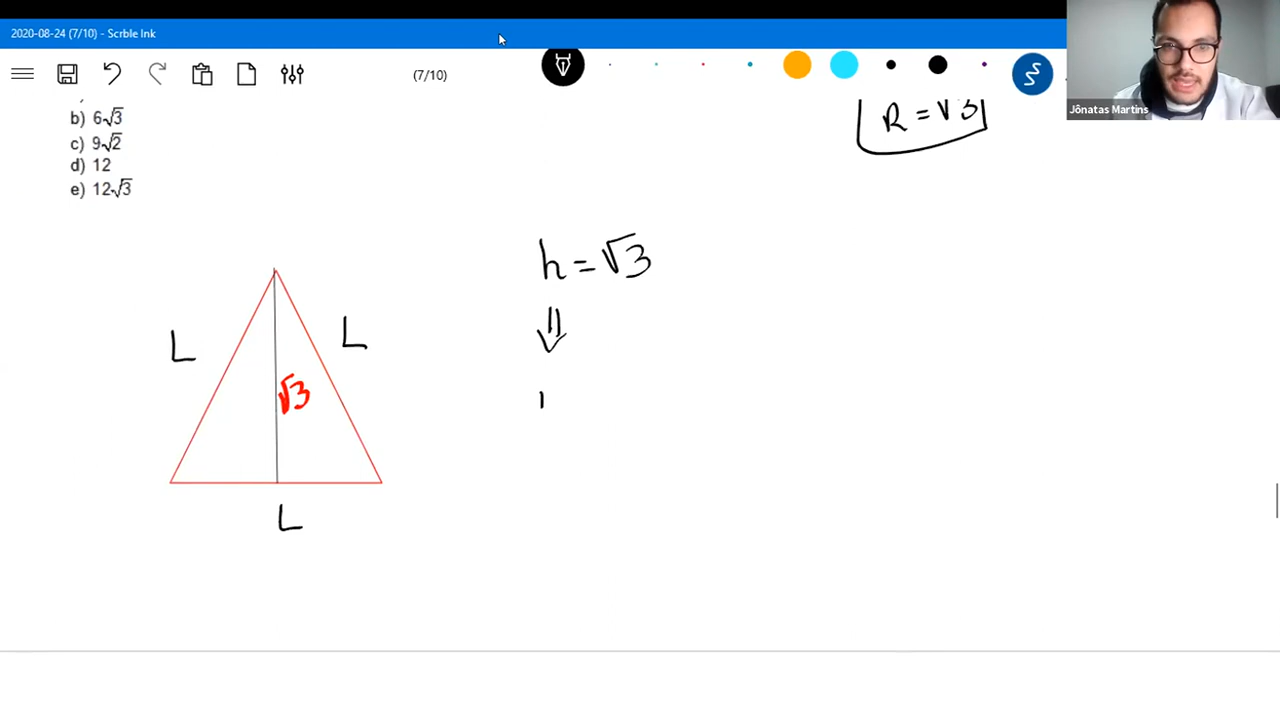 2020-08-24 (7/10) - Scrble Ink
(7/10)
Jônatas Martins
b) 6√3
c) 9√2
d) 12
e) 12√3
R = √3
h = √3
⇓
L
L
√3
L